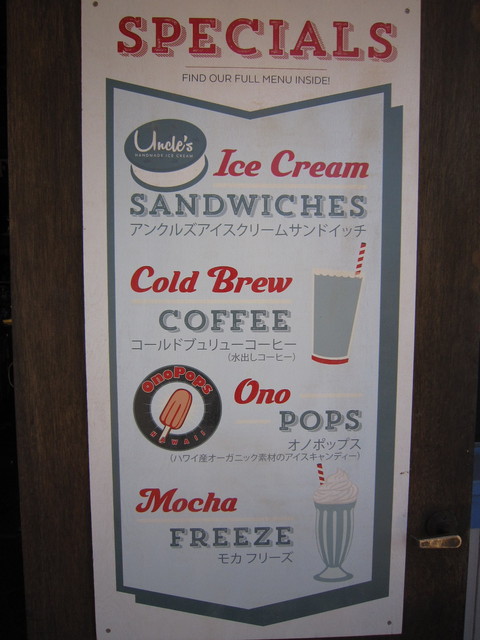 SPECIALS
FIND OUR FULL MENU INSIDE!
Uncle's
HANDMADE ICE CREAM
Ice Cream
SANDWICHES
アンクルズアイスクリームサンドイッチ
Cold Brew
COFFEE
コールドブュリューコーヒー
（水出しコーヒー）
OnoPops
HAWAII
Ono
POPS
オノポップス
（ハワイ産オーガニック素材のアイスキャンディー）
Mocha
FREEZE
モカ フリーズ